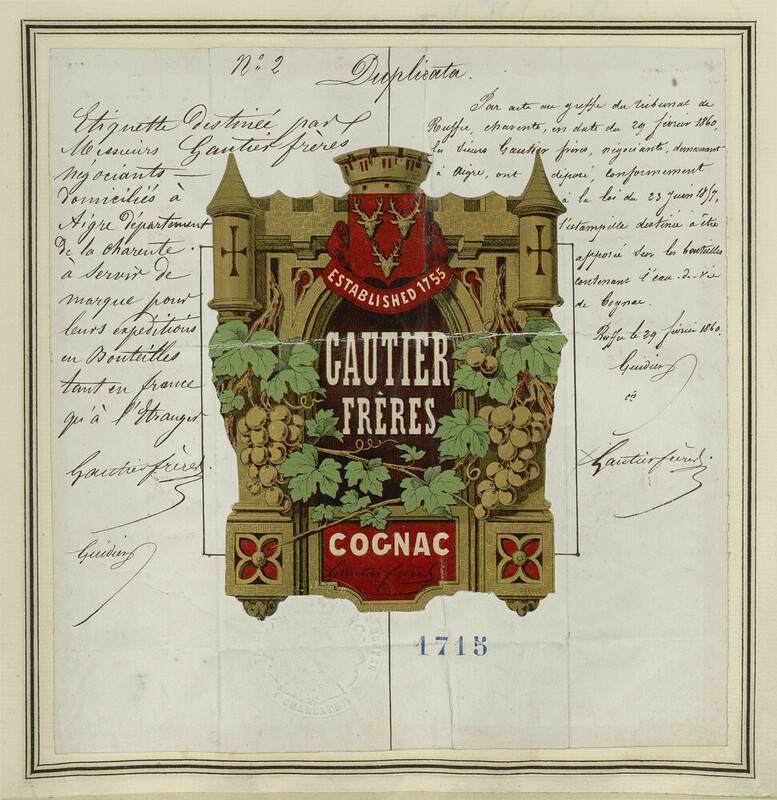 N° 2
Duplicata.
Etiquette destinée par
Messieurs Gautier frères
negociants —
domiciliés à
Aigre département
de la charente.
à servir de
marque pour
leurs expeditions
en Bouteilles
tant en france
qu'à l'Etranger
Gautier frères
Guidier
Par acte au greffe du tribunal de
Ruffec, charente, en date du 29 février 1860,
les Sieurs Gautier frères, négociants, demeurant
à Aigre, ont déposé, conformement
à la loi du 23 Juin 1857,
l'estampille destinée à être
apposée sur les bouteilles
contenant l'eau-de-vie
de Cognac.
Ruffec le 29 février 1860.
Guidier
Gautier frères.
ESTABLISHED 1755
GAUTIER
FRÈRES
COGNAC
Gautier frères
1715
CHARENTE